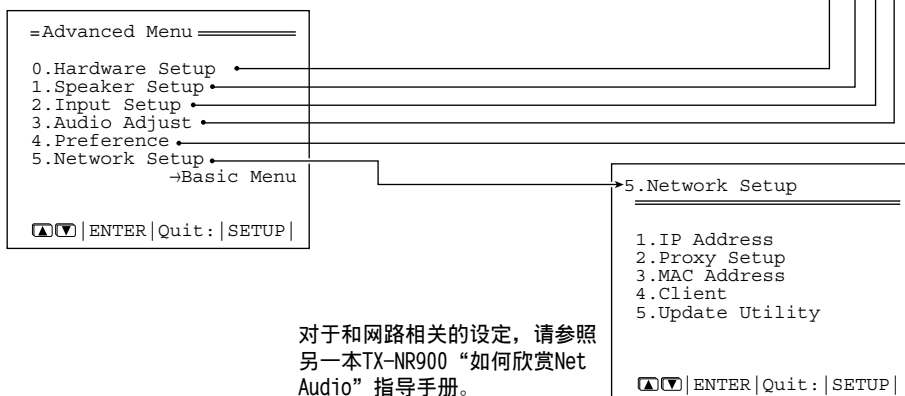 =Advanced Menu
0.Hardware Setup
1.Speaker Setup
2.Input Setup
3.Audio Adjust
4.Preference
5.Network Setup
→Basic Menu
▲▼|ENTER|Quit:|SETUP|
5.Network Setup
1.IP Address
2.Proxy Setup
3.MAC Address
4.Client
5.Update Utility
▲▼|ENTER|Quit:|SETUP|
对于和网路相关的设定，请参照
另一本TX-NR900“如何欣赏Net
Audio”指导手册。